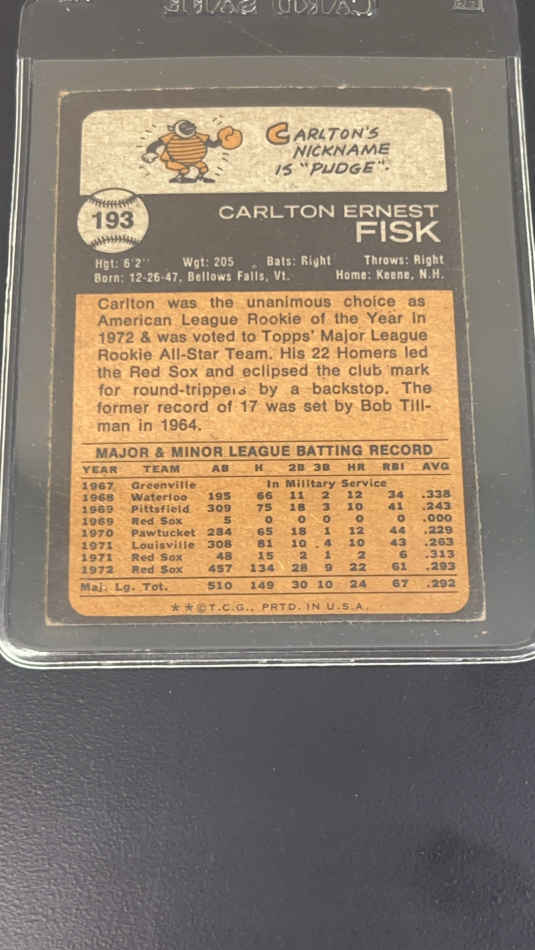 CARLTON'S
NICKNAME
IS "PUDGE".
193
CARLTON ERNEST
FISK
Hgt: 6'2" Wgt: 205 Bats: Right Throws: Right
Born: 12-26-47, Bellows Falls, Vt. Home: Keene, N.H.
Carlton was the unanimous choice as
American League Rookie of the Year in
1972 & was voted to Topps' Major League
Rookie All-Star Team. His 22 Homers led
the Red Sox and eclipsed the club mark
for round-trippers by a backstop. The
former record of 17 was set by Bob Till-
man in 1964.
MAJOR & MINOR LEAGUE BATTING RECORD
YEAR TEAM AB H 2B 3B HR RBI AVG
1967 Greenville In Military Service
1968 Waterloo 195 66 11 2 12 34 .338
1969 Pittsfield 309 75 18 3 10 41 .243
1969 Red Sox 5 0 0 0 0 0 .000
1970 Pawtucket 284 65 18 1 12 44 .229
1971 Louisville 308 81 10 4 10 43 .263
1971 Red Sox 48 15 2 1 2 6 .313
1972 Red Sox 457 134 28 9 22 61 .293
Maj. Lg. Tot. 510 149 30 10 24 67 .292
**©T.C.G., PRTD. IN U.S.A.